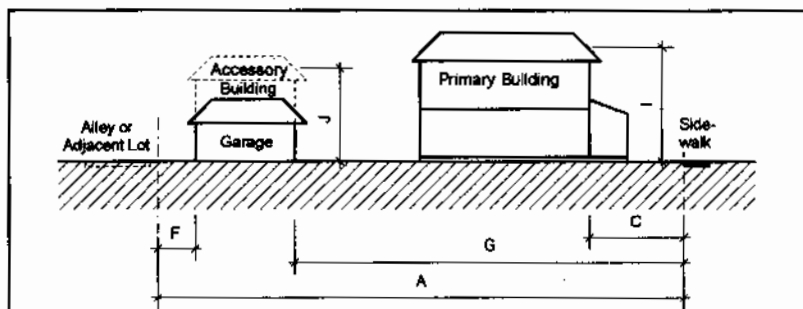 Accessory
Building
Primary Building
J
I
Alley or
Adjacent Lot
Garage
Side-
walk
F
C
G
A